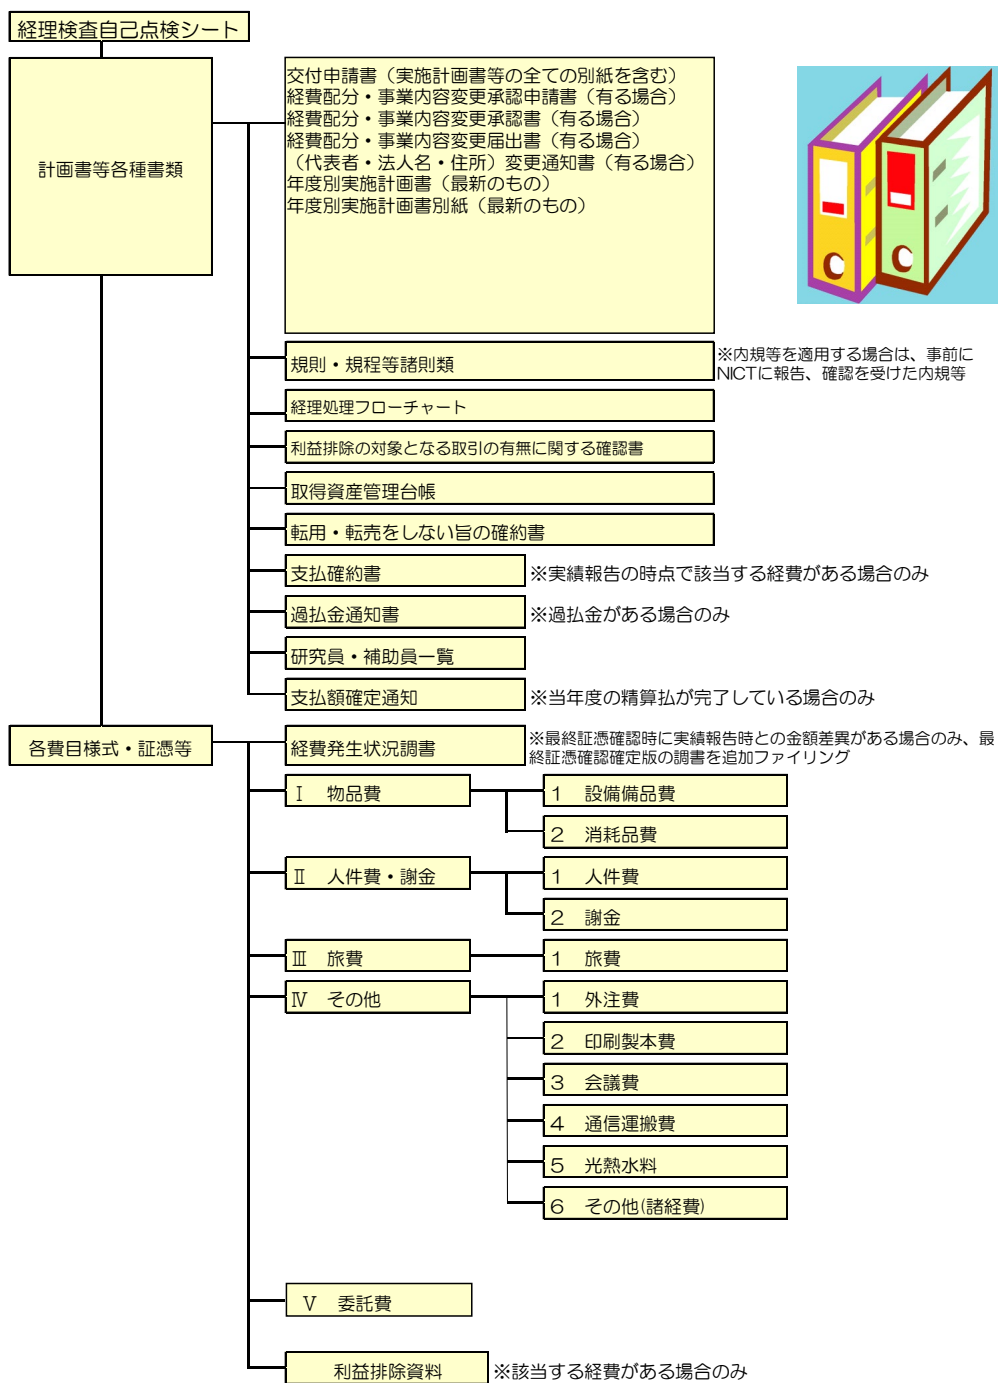 経理検査自己点検シート
計画書等各種書類
交付申請書（実施計画書等の全ての別紙を含む）
経費配分・事業内容変更承認申請書（有る場合）
経費配分・事業内容変更承認書（有る場合）
経費配分・事業内容変更届出書（有る場合）
（代表者・法人名・住所）変更通知書（有る場合）
年度別実施計画書（最新のもの）
年度別実施計画書別紙（最新のもの）
規則・規程等諸則類
※内規等を適用する場合は、事前に
NICTに報告、確認を受けた内規等
経理処理フローチャート
利益排除の対象となる取引の有無に関する確認書
取得資産管理台帳
転用・転売をしない旨の確約書
支払確約書
※実績報告の時点で該当する経費がある場合のみ
過払金通知書
※過払金がある場合のみ
研究員・補助員一覧
支払額確定通知
※当年度の精算払が完了している場合のみ
各費目様式・証憑等
経費発生状況調書
※最終証憑確認時に実績報告時との金額差異がある場合のみ、最
終証憑確認確定版の調書を追加ファイリング
Ⅰ　物品費
１　設備備品費
２　消耗品費
Ⅱ　人件費・謝金
１　人件費
２　謝金
Ⅲ　旅費
１　旅費
Ⅳ　その他
１　外注費
２　印刷製本費
３　会議費
４　通信運搬費
５　光熱水料
６　その他(諸経費)
Ⅴ　委託費
利益排除資料
※該当する経費がある場合のみ